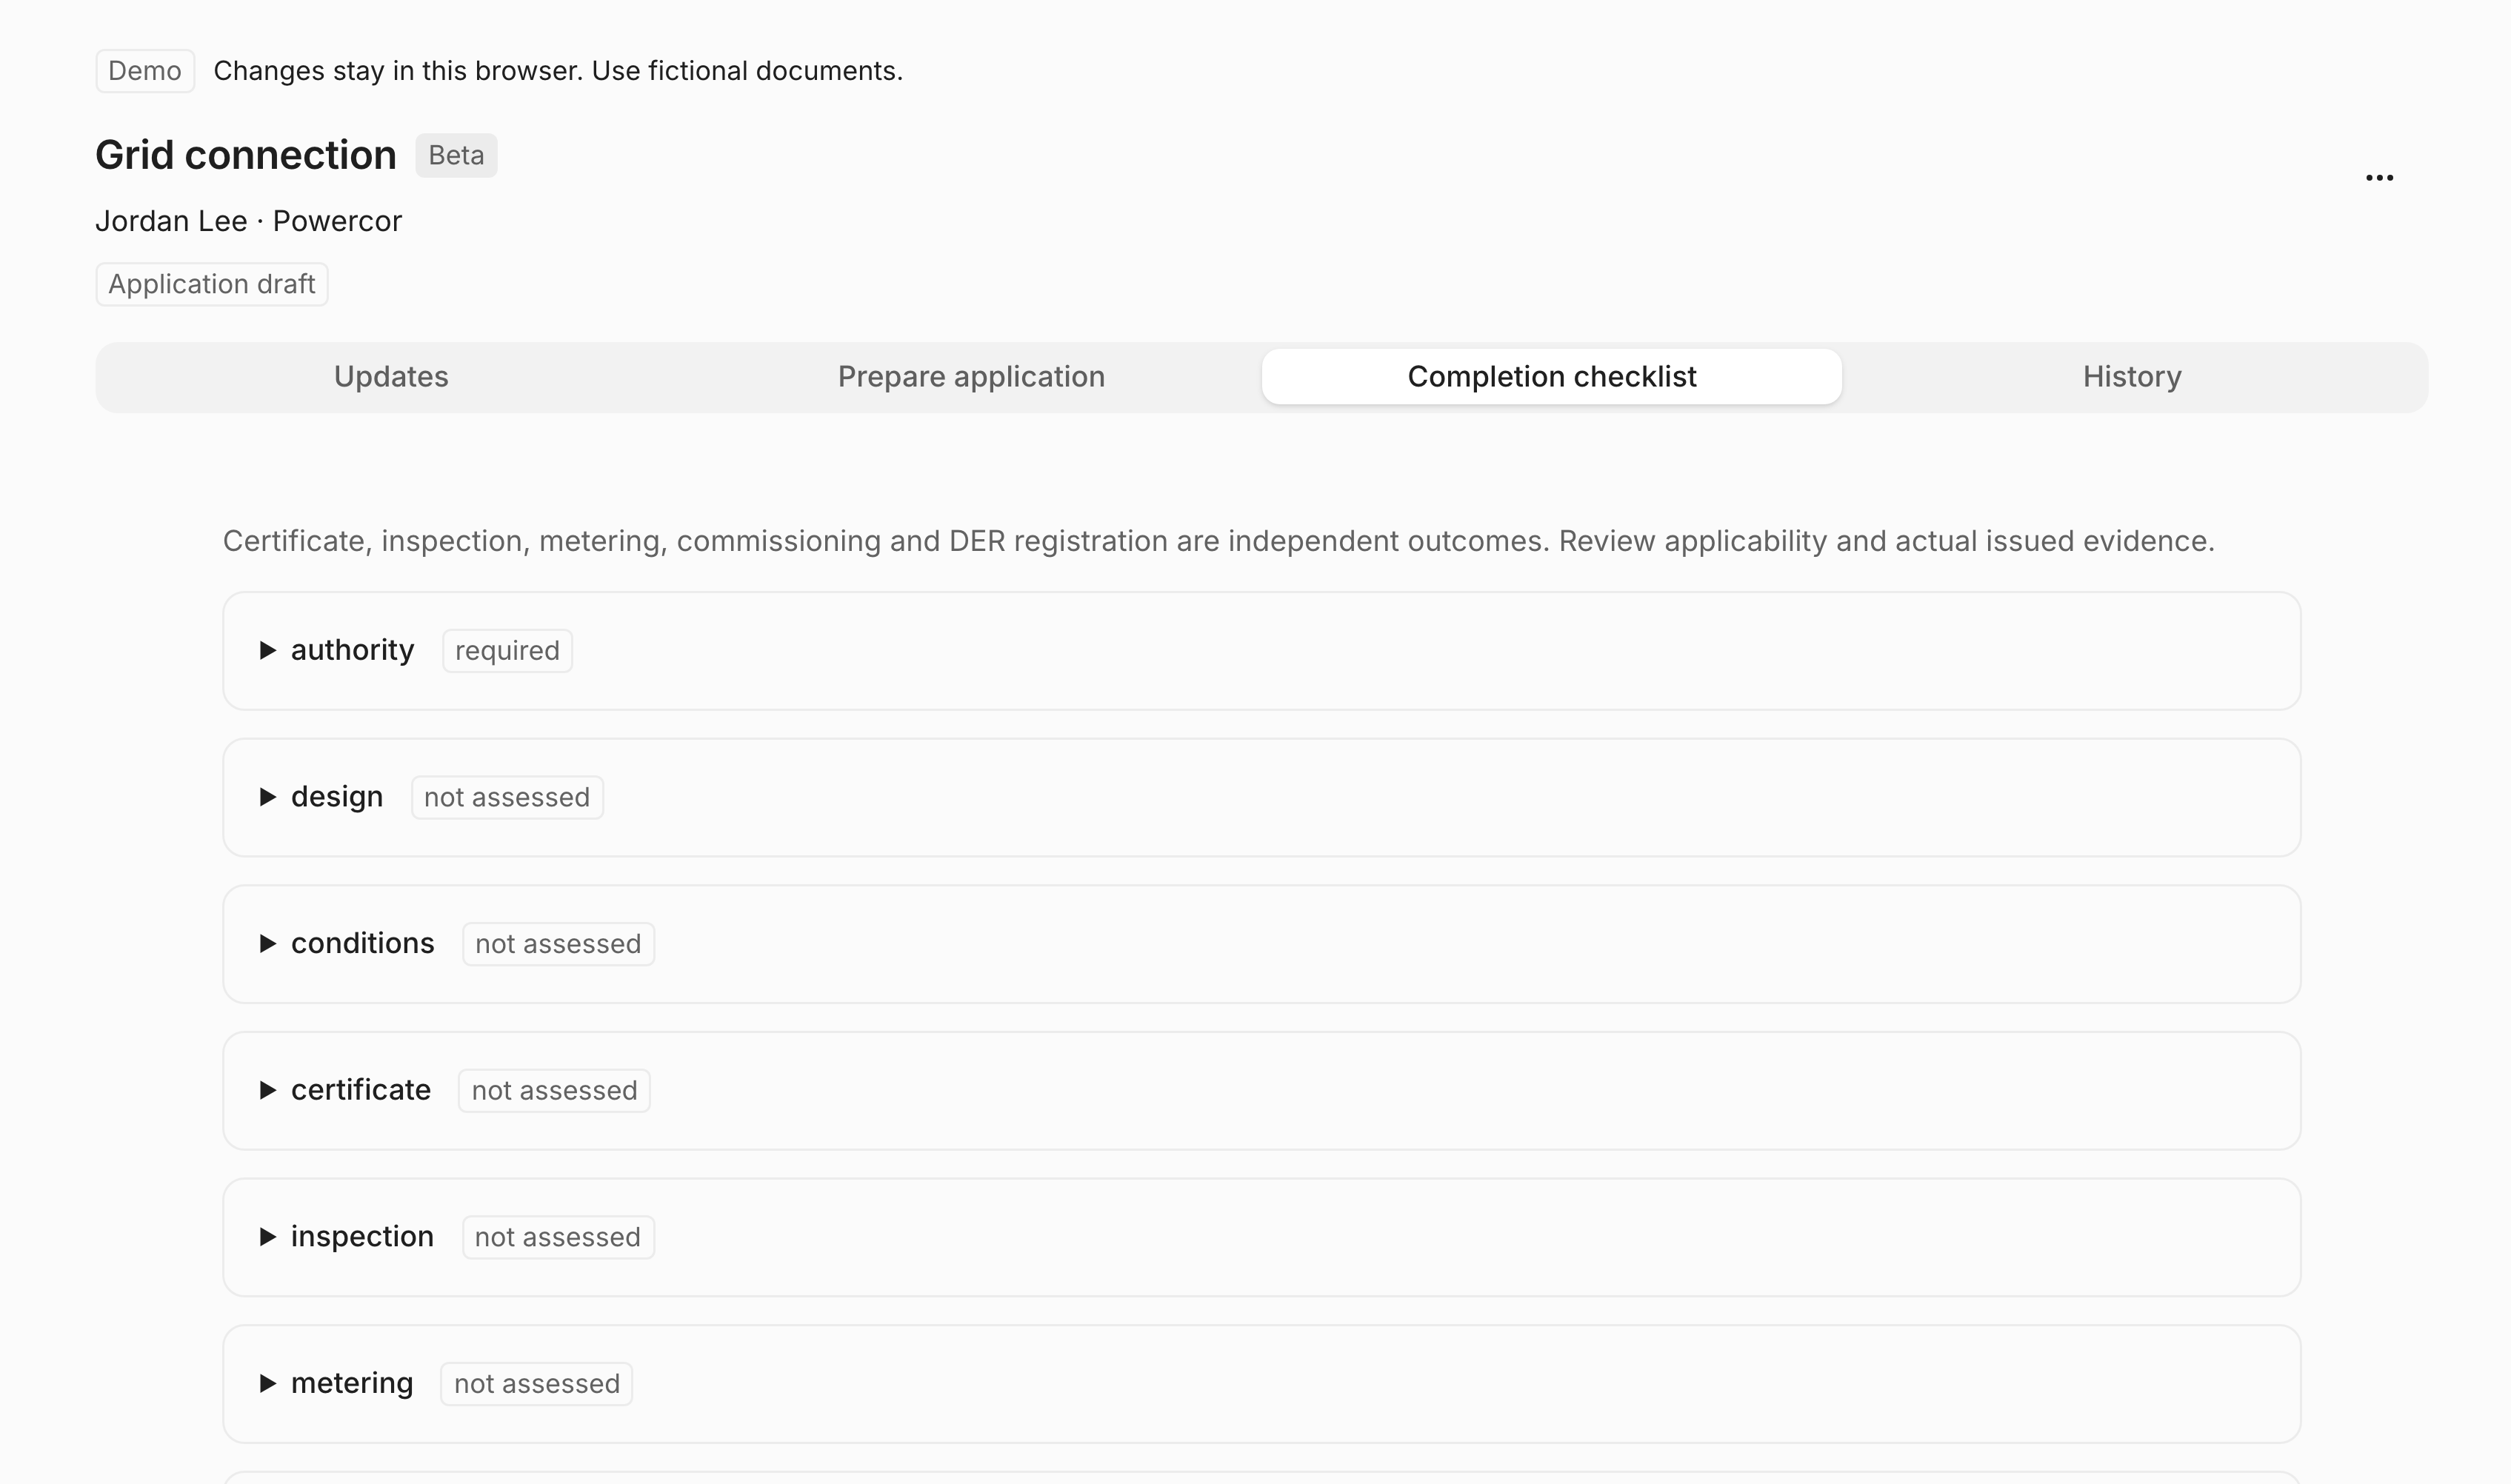 Demo Changes stay in this browser. Use fictional documents.
Grid connection Beta
Jordan Lee · Powercor
Application draft
Updates Prepare application Completion checklist History
Certificate, inspection, metering, commissioning and DER registration are independent outcomes. Review applicability and actual issued evidence.
authority required
design not assessed
conditions not assessed
certificate not assessed
inspection not assessed
metering not assessed